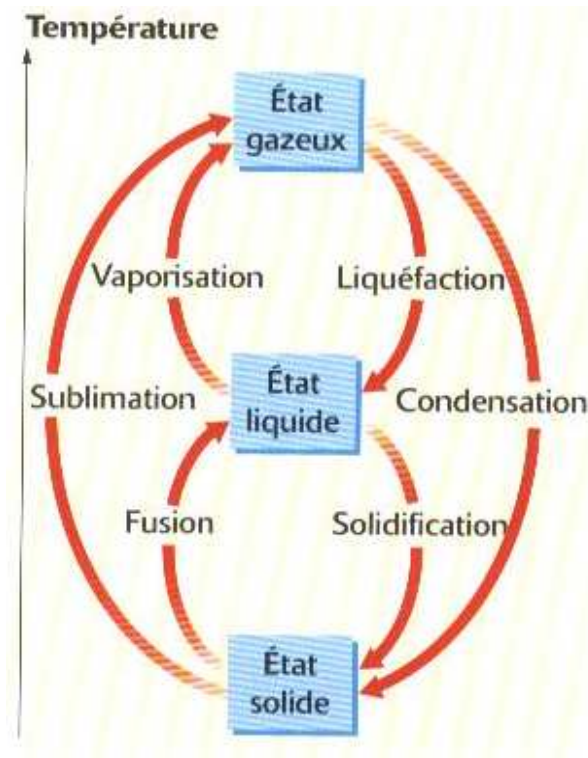 Température
État
gazeux
Vaporisation
Liquéfaction
État
liquide
Sublimation
Condensation
Fusion
Solidification
État
solide